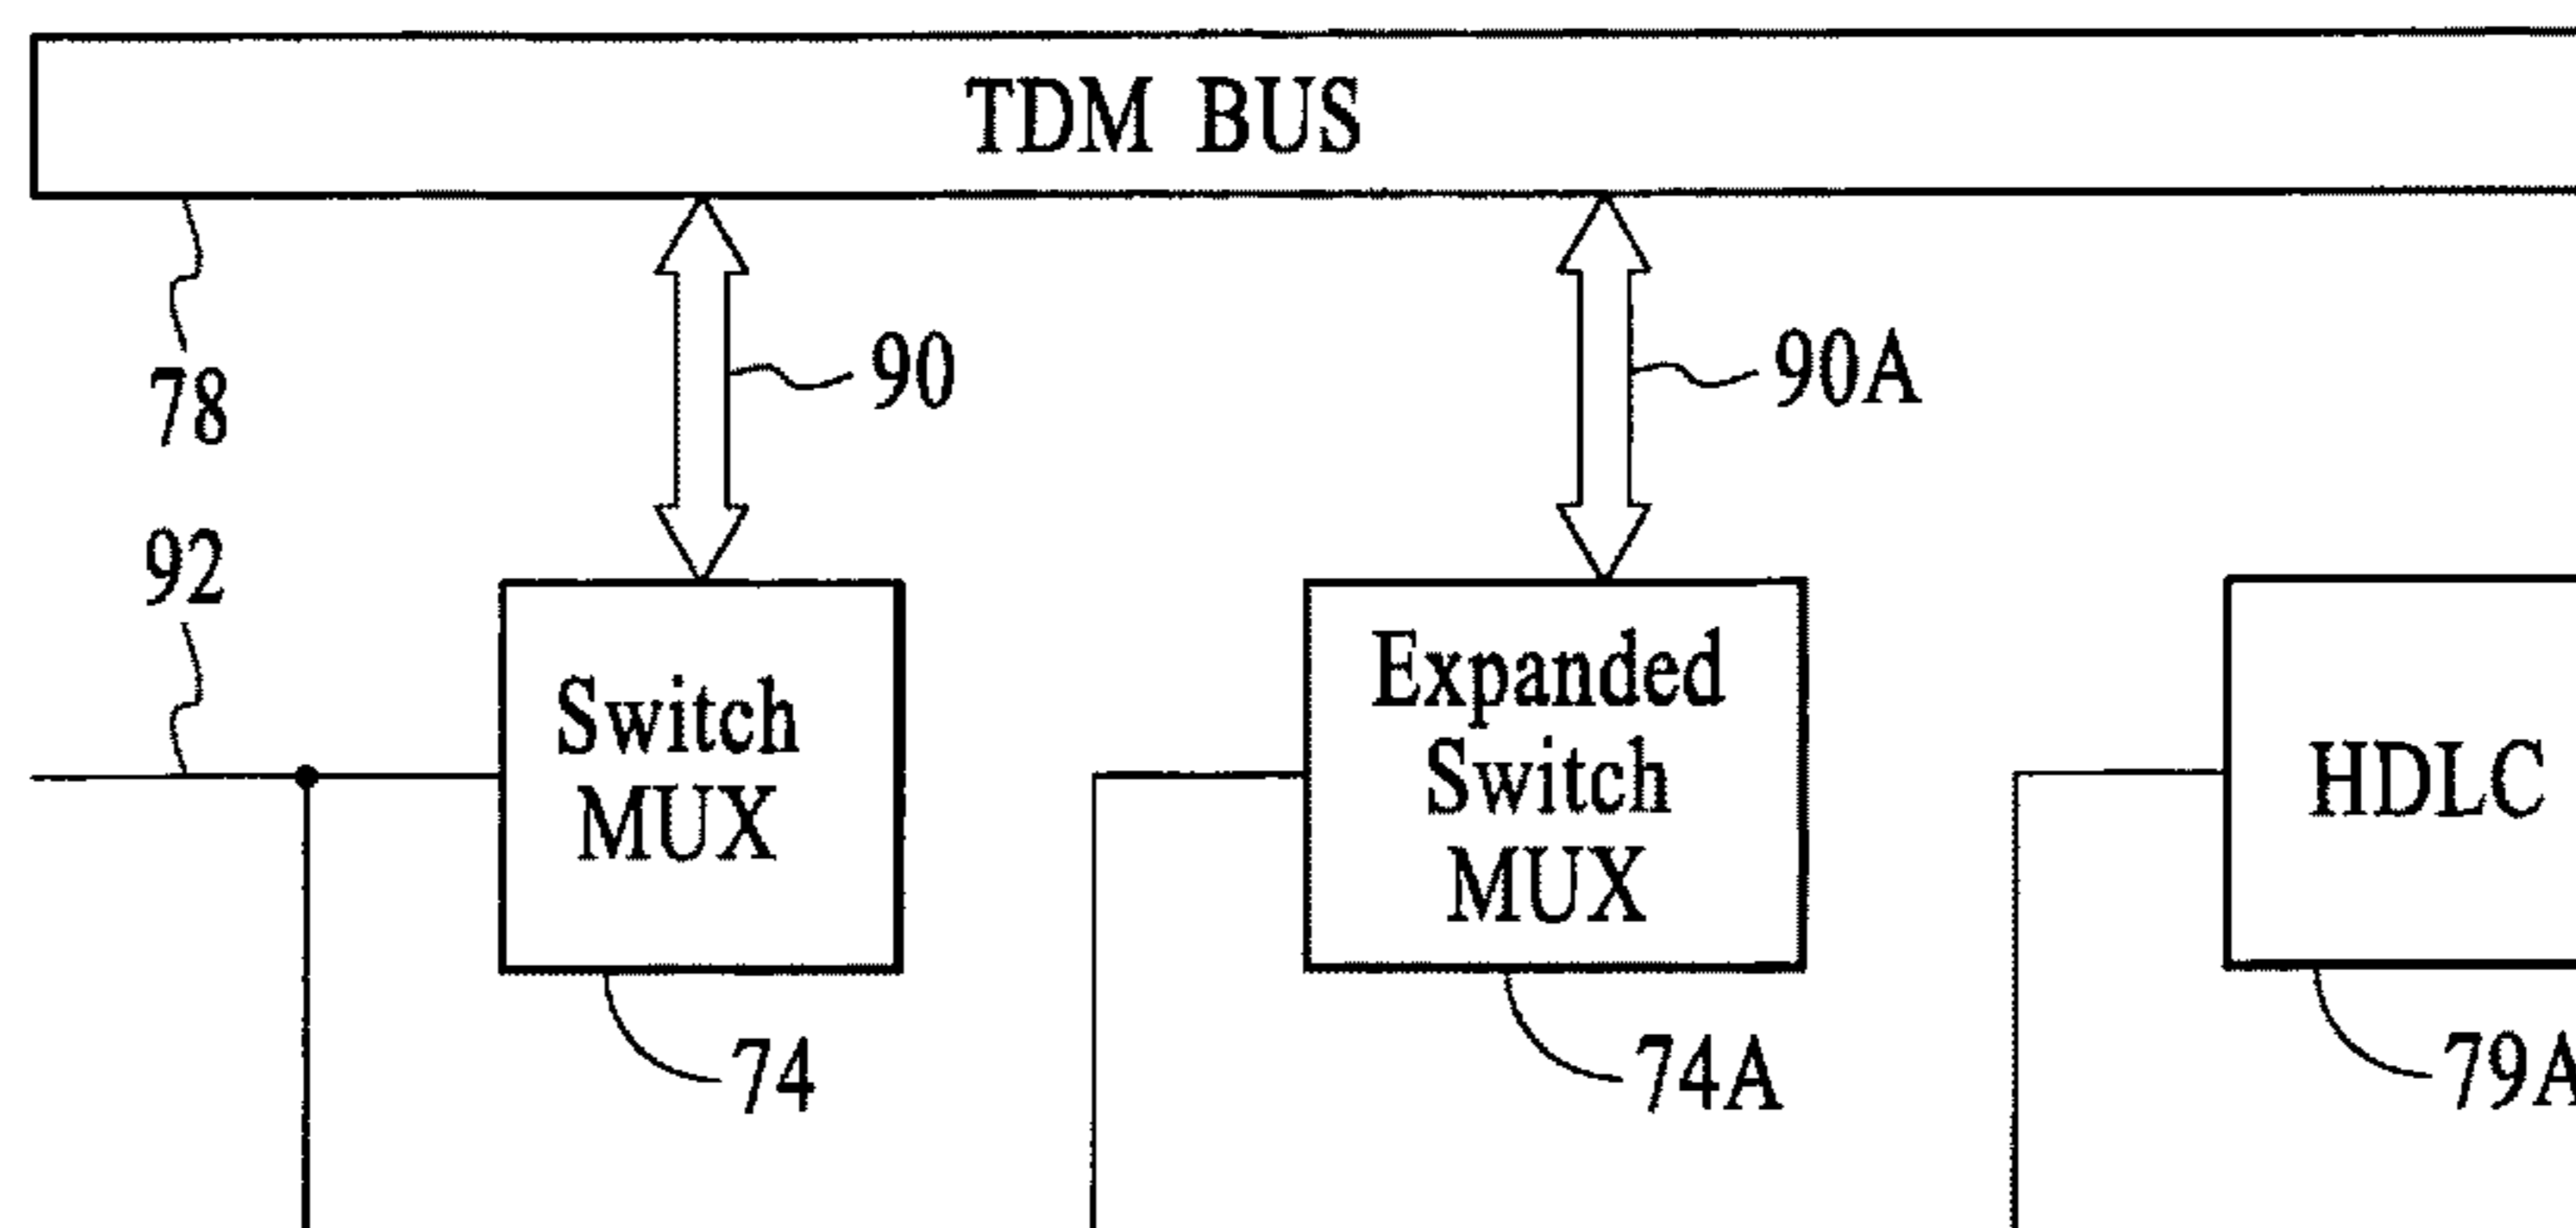 TDM BUS
78
90
90A
92
Switch
MUX
Expanded
Switch
MUX
HDLC
74
74A
79A